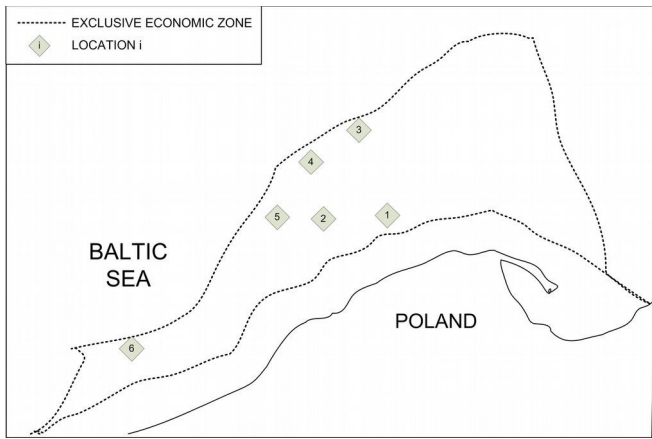 EXCLUSIVE ECONOMIC ZONE
i LOCATION i
3
4
5 2 1
BALTIC
SEA
POLAND
6